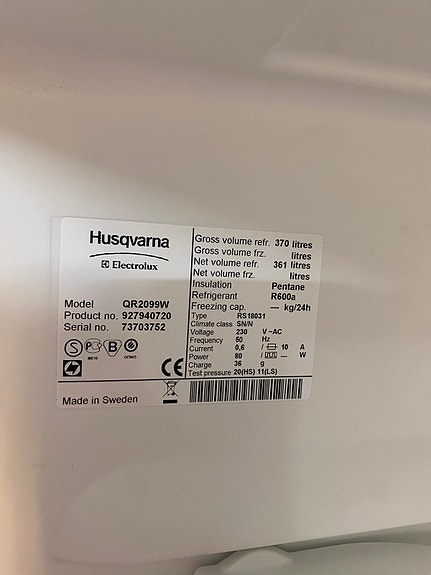 Husqvarna
Electrolux
Model QR2099W
Product no. 927940720
Serial no. 73703752
S PC B
ME10
Made in Sweden
CE
Gross volume refr. 370 litres
Gross volume frz. litres
Net volume refr. 361 litres
Net volume frz. litres
Insulation Pentane
Refrigerant R600a
Freezing cap. --- kg/24h
Type RS18031
Climate class SN/N
Voltage 230 V ~AC
Frequency 50 Hz
Current 0,6 / 10 A
Power 80 / --- W
Charge 36 g
Test pressure 20(HS) 11(LS)